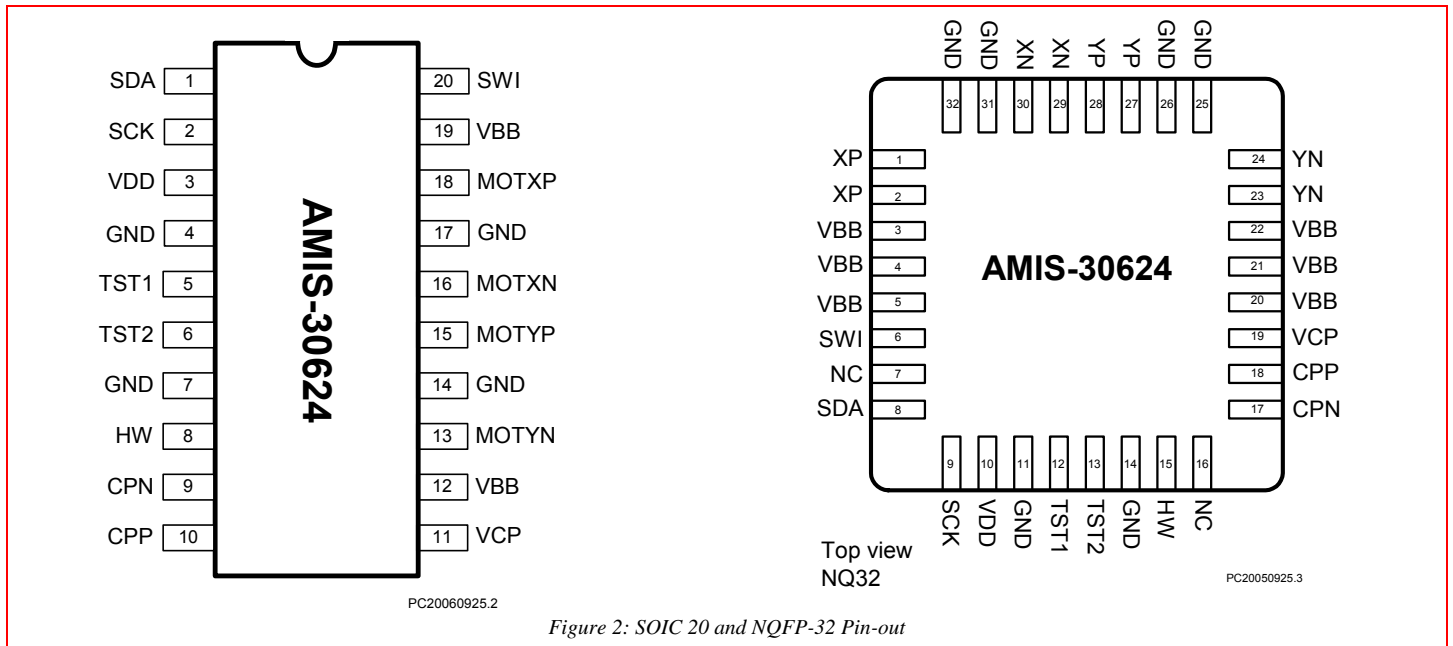 SDA 1
SCK 2
VDD 3
GND 4
TST1 5
TST2 6
GND 7
HW 8
CPN 9
CPP 10
AMIS-30624
20 SWI
19 VBB
18 MOTXP
17 GND
16 MOTXN
15 MOTYP
14 GND
13 MOTYN
12 VBB
11 VCP
PC20060925.2
GND GND XN XN YP YP GND GND
32 31 30 29 28 27 26 25
XP 1
XP 2
VBB 3
VBB 4
VBB 5
SWI 6
NC 7
SDA 8
AMIS-30624
24 YN
23 YN
22 VBB
21 VBB
20 VBB
19 VCP
18 CPP
17 CPN
9 10 11 12 13 14 15 16
SCK VDD GND TST1 TST2 GND HW NC
Top view
NQ32
PC20050925.3
Figure 2: SOIC 20 and NQFP-32 Pin-out